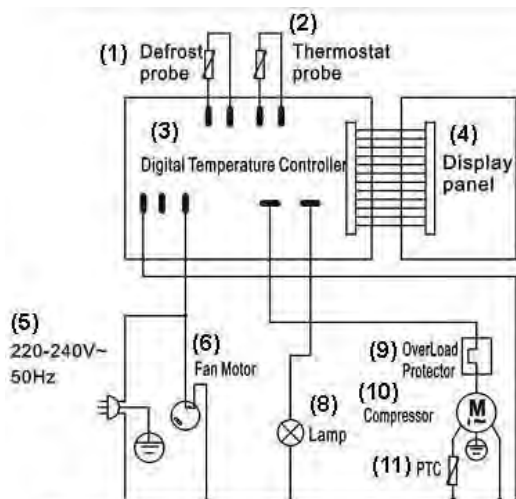 (1) Defrost probe
(2) Thermostat probe
(3)
Digital Temperature Controller
(4)
Display panel
(5)
220-240V~
50Hz
(6)
Fan Motor
(8)
Lamp
(9) OverLoad Protector
(10)
Compressor
M
~
(11) PTC